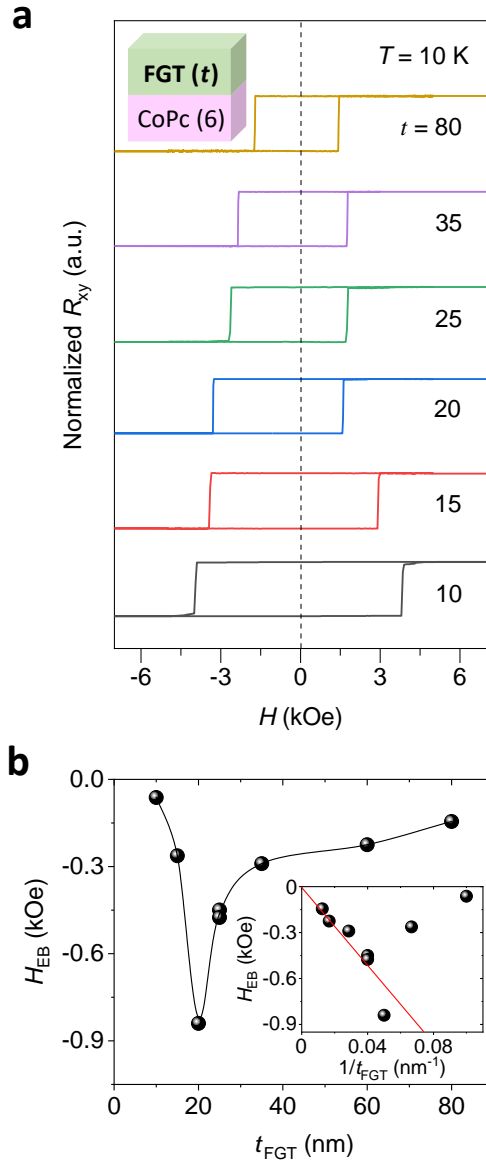 a
FGT (t)
CoPc (6)
T = 10 K
t = 80
35
25
20
15
10
Normalized Rxy (a.u.)
-6 -3 0 3 6
H (kOe)
b
0.0
-0.3
-0.6
-0.9
HEB (kOe)
0 20 40 60 80
tFGT (nm)
0
-0.3
-0.6
-0.9
HEB (kOe)
0 0.04 0.08
1/tFGT (nm⁻¹)